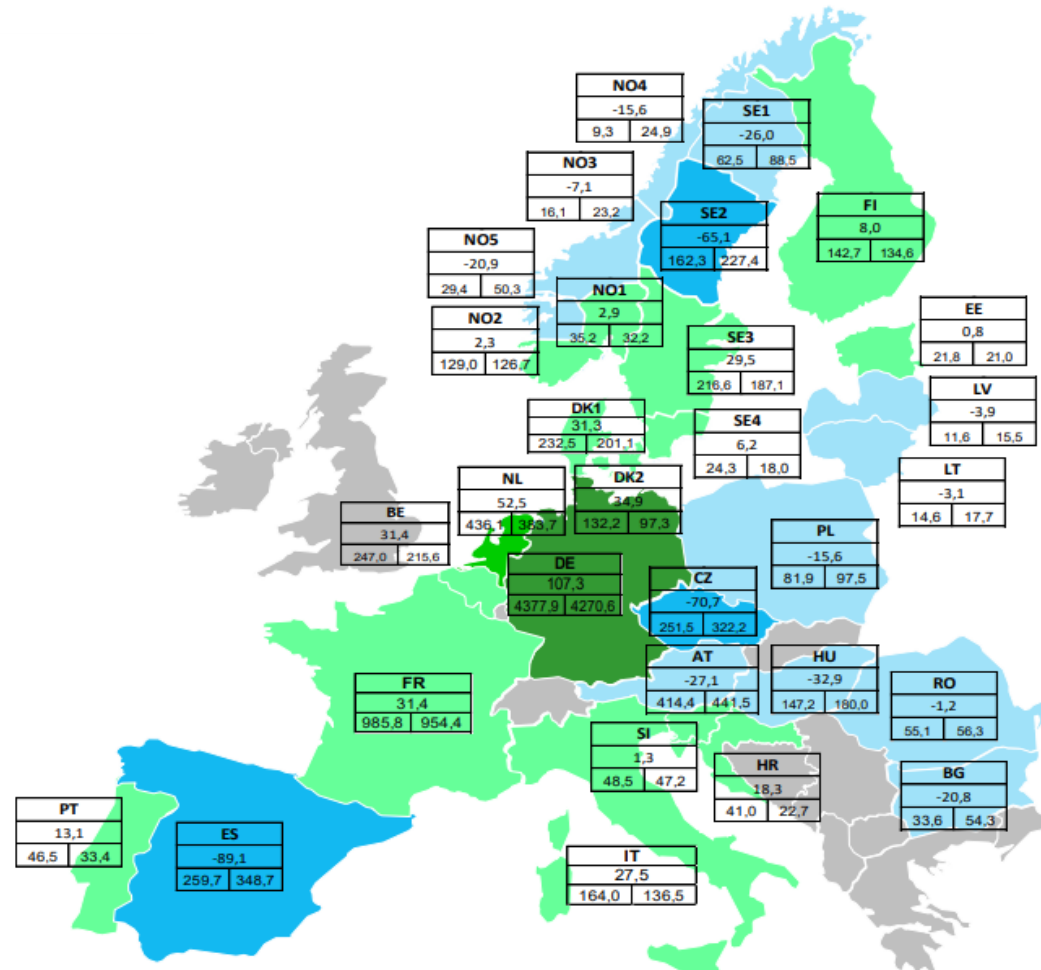 NO4
-15,6
9,3 24,9
SE1
-26,0
62,5 88,5
NO3
-7,1
16,1 23,2
SE2
-65,1
162,3 227,4
FI
8,0
142,7 134,6
NO5
-20,9
29,4 50,3
NO1
2,9
35,2 32,2
NO2
2,3
129,0 126,7
EE
0,8
21,8 21,0
SE3
29,5
216,6 187,1
LV
-3,9
11,6 15,5
DK1
31,3
232,5 201,1
SE4
6,2
24,3 18,0
LT
-3,1
14,6 17,7
NL
52,5
436,1 383,7
DK2
34,9
132,2 97,3
BE
31,4
247,0 215,6
PL
-15,6
81,9 97,5
DE
107,3
4377,9 4270,6
CZ
-70,7
251,5 322,2
AT
-27,1
414,4 441,5
HU
-32,9
147,2 180,0
RO
-1,2
55,1 56,3
FR
31,4
985,8 954,4
SI
1,3
48,5 47,2
HR
18,3
41,0 22,7
BG
-20,8
33,6 54,3
PT
13,1
46,5 33,4
ES
-89,1
259,7 348,7
IT
27,5
164,0 136,5